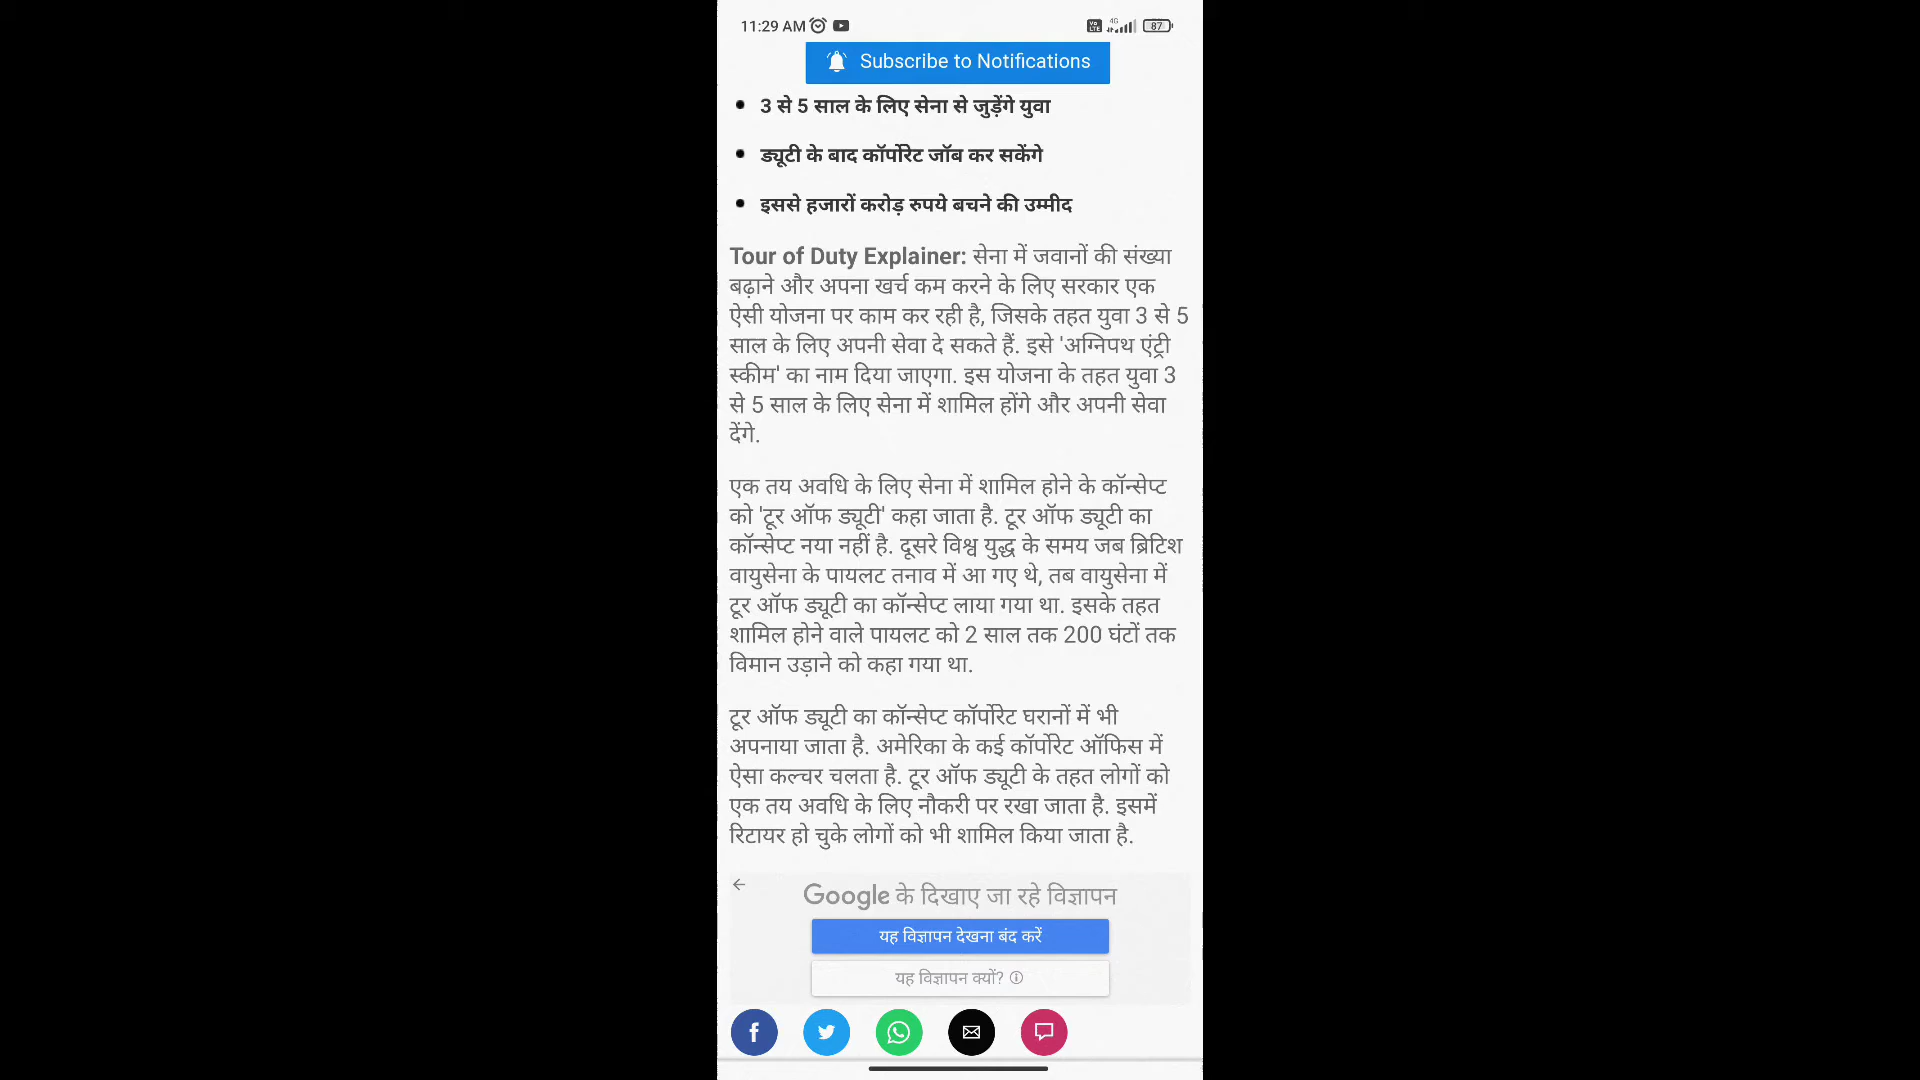 11:29 AM
Vo LTE 4G 87
Subscribe to Notifications
3 से 5 साल के लिए सेना से जुड़ेंगे युवा
ड्यूटी के बाद कॉर्पोरेट जॉब कर सकेंगे
इससे हजारों करोड़ रुपये बचने की उम्मीद
Tour of Duty Explainer: सेना में जवानों की संख्या
बढ़ाने और अपना खर्च कम करने के लिए सरकार एक
ऐसी योजना पर काम कर रही है, जिसके तहत युवा 3 से 5
साल के लिए अपनी सेवा दे सकते हैं. इसे 'अग्निपथ एंट्री
स्कीम' का नाम दिया जाएगा. इस योजना के तहत युवा 3
से 5 साल के लिए सेना में शामिल होंगे और अपनी सेवा
देंगे.
एक तय अवधि के लिए सेना में शामिल होने के कॉन्सेप्ट
को 'टूर ऑफ ड्यूटी' कहा जाता है. टूर ऑफ ड्यूटी का
कॉन्सेप्ट नया नहीं है. दूसरे विश्व युद्ध के समय जब ब्रिटिश
वायुसेना के पायलट तनाव में आ गए थे, तब वायुसेना में
टूर ऑफ ड्यूटी का कॉन्सेप्ट लाया गया था. इसके तहत
शामिल होने वाले पायलट को 2 साल तक 200 घंटों तक
विमान उड़ाने को कहा गया था.
टूर ऑफ ड्यूटी का कॉन्सेप्ट कॉर्पोरेट घरानों में भी
अपनाया जाता है. अमेरिका के कई कॉर्पोरेट ऑफिस में
ऐसा कल्चर चलता है. टूर ऑफ ड्यूटी के तहत लोगों को
एक तय अवधि के लिए नौकरी पर रखा जाता है. इसमें
रिटायर हो चुके लोगों को भी शामिल किया जाता है.
Google के दिखाए जा रहे विज्ञापन
यह विज्ञापन देखना बंद करें
यह विज्ञापन क्यों?